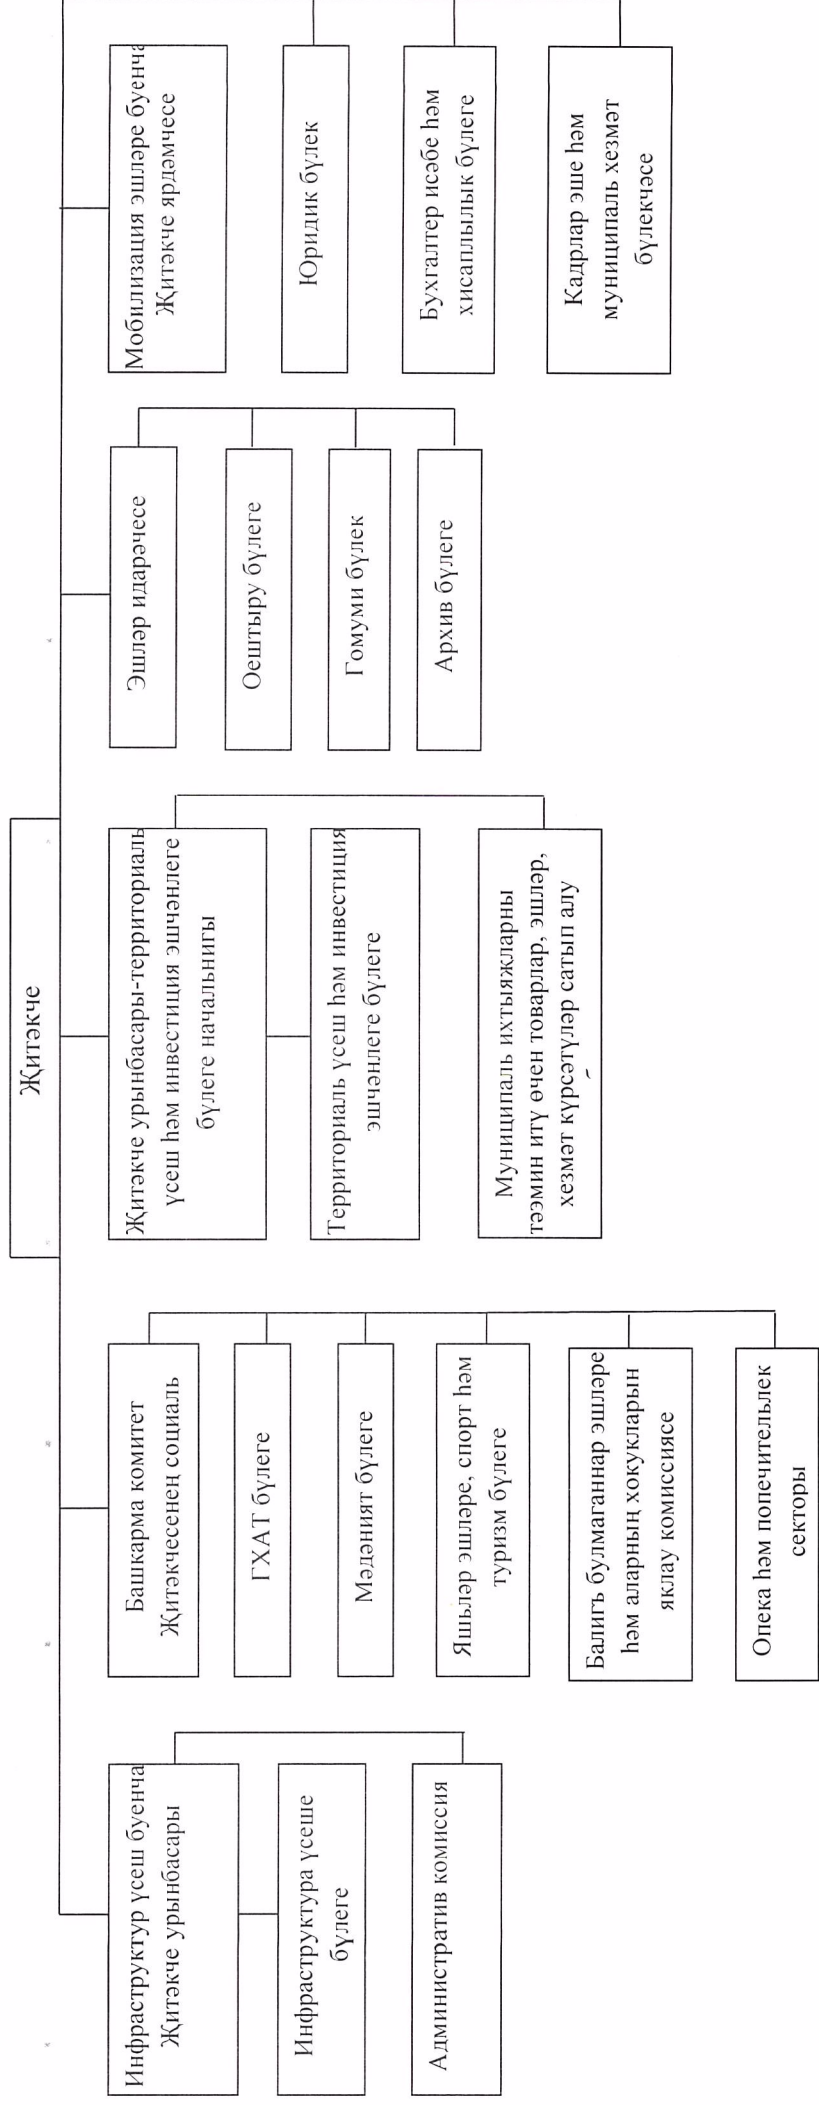 Җитәкче
Инфраструктур үсеш буенча
Җитәкче урынбасары
Инфраструктура үсеше
бүлеге
Административ комиссия
Башкарма комитет
Җитәкчесенең социаль
ГХАТ бүлеге
Мәдәният бүлеге
Яшьләр эшләре, спорт һәм
туризм бүлеге
Балигъ булмаганнар эшләре
һәм аларның хокукларын
яклау комиссиясе
Опека һәм попечительлек
секторы
Җитәкче урынбасары-территориаль
үсеш һәм инвестиция эшчәнлеге
бүлеге начальнигы
Территориаль үсеш һәм инвестиция
эшчәнлеге бүлеге
Муниципаль ихтыяжларны
тәэмин итү өчен товарлар, эшләр,
хезмәт күрсәтүләр сатып алу
Эшләр идарәчесе
Оештыру бүлеге
Гомуми бүлек
Архив бүлеге
Мобилизация эшләре буенча
Җитәкче ярдәмчесе
Юридик бүлек
Бухгалтер исәбе һәм
хисаплылык бүлеге
Кадрлар эше һәм
муниципаль хезмәт
бүлекчәсе